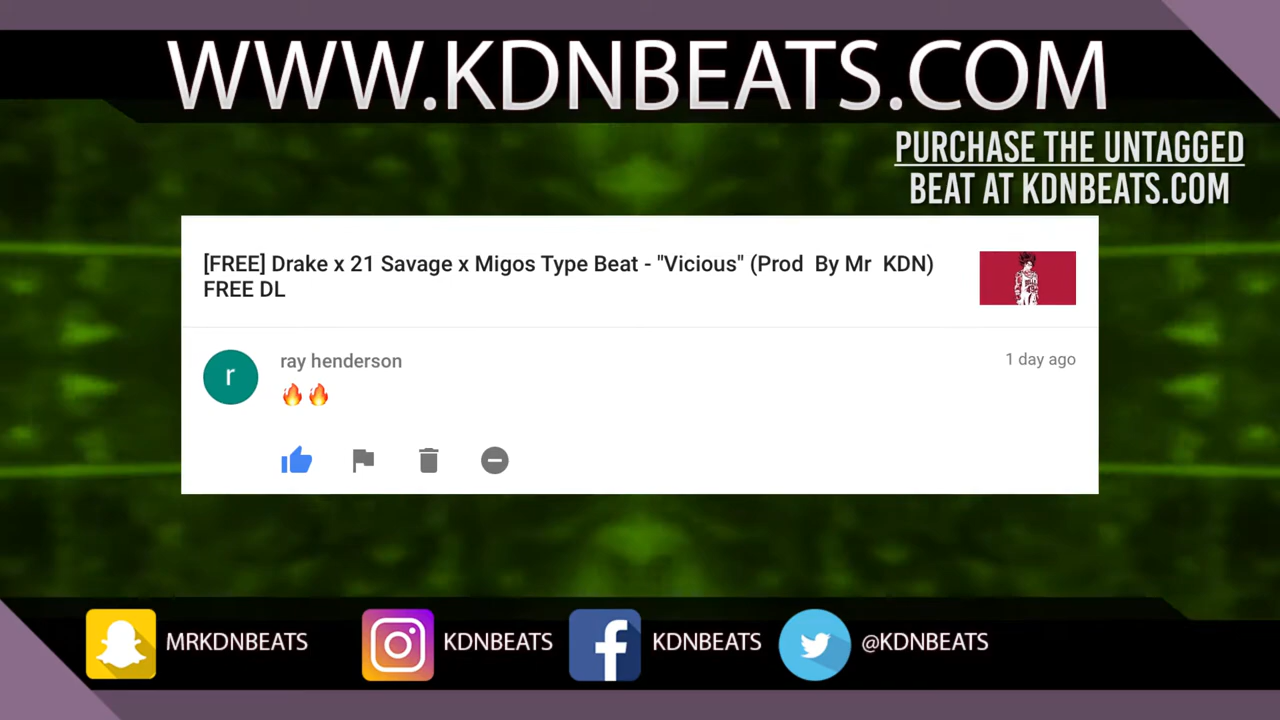 WWW.KDNBEATS.COM
PURCHASE THE UNTAGGED
BEAT AT KDNBEATS.COM
[FREE] Drake x 21 Savage x Migos Type Beat - "Vicious" (Prod By Mr KDN)
FREE DL
r
ray henderson
1 day ago
🔥🔥
MRKDNBEATS
KDNBEATS
KDNBEATS
@KDNBEATS